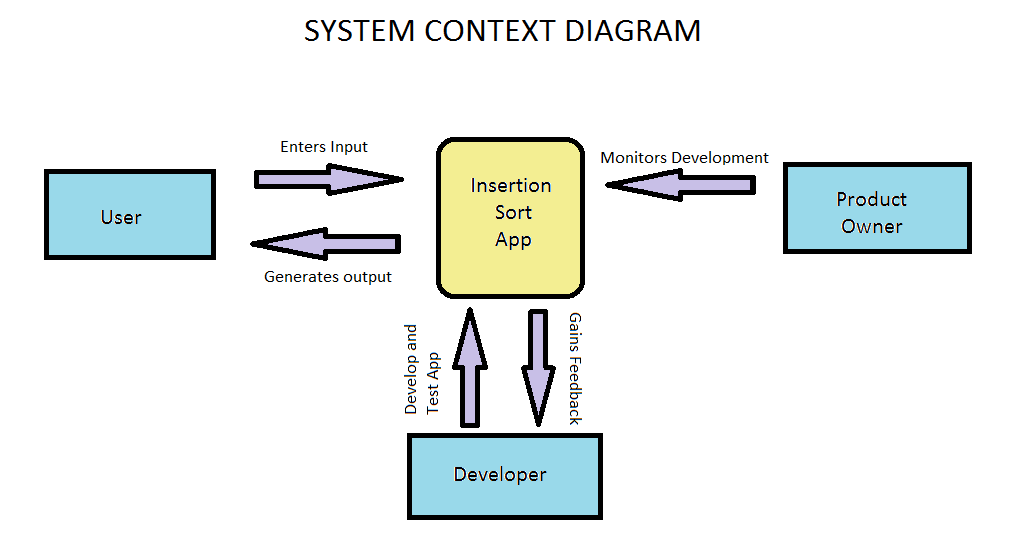 SYSTEM CONTEXT DIAGRAM
Enters Input
User
Generates output
Insertion
Sort
App
Monitors Development
Product
Owner
Develop and
Test App
Gains Feedback
Developer